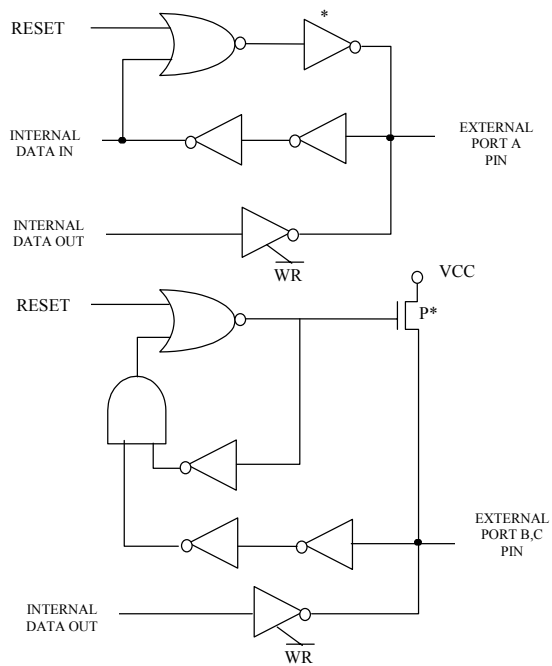 RESET
*
INTERNAL
DATA IN
EXTERNAL
PORT A
PIN
INTERNAL
DATA OUT
WR
VCC
RESET
P*
EXTERNAL
PORT B,C
PIN
INTERNAL
DATA OUT
WR